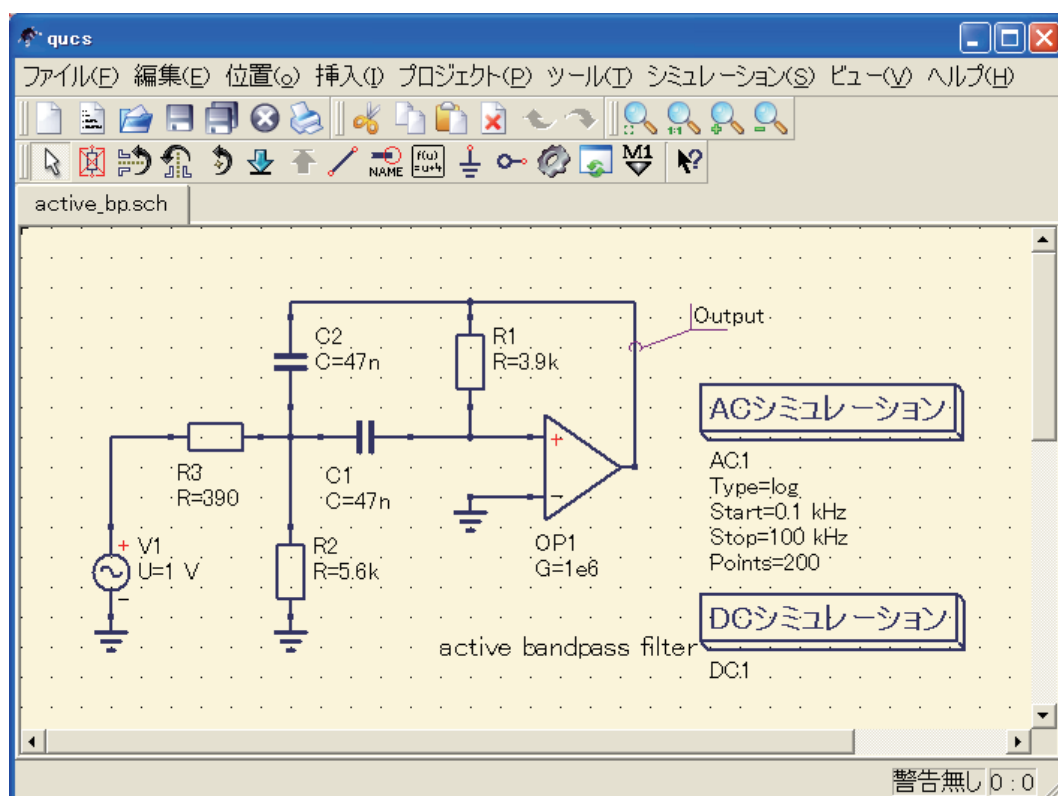 qucs
ファイル(F) 編集(E) 位置(o) 挿入(I) プロジェクト(P) ツール(T) シミュレーション(S) ビュー(V) ヘルプ(H)
1:1
NAME
f(u)
=u+4
M1
?
active_bp.sch
Output
C2
C=47n
R1
R=3.9k
ACシミュレーション
+
R3
R=390
C1
C=47n
AC1
Type=log
Start=0.1 kHz
Stop=100 kHz
Points=200
−
OP1
G=1e6
+ V1
U=1 V
−
R2
R=5.6k
DCシミュレーション
active bandpass filter
DC1
警告無し 0 : 0